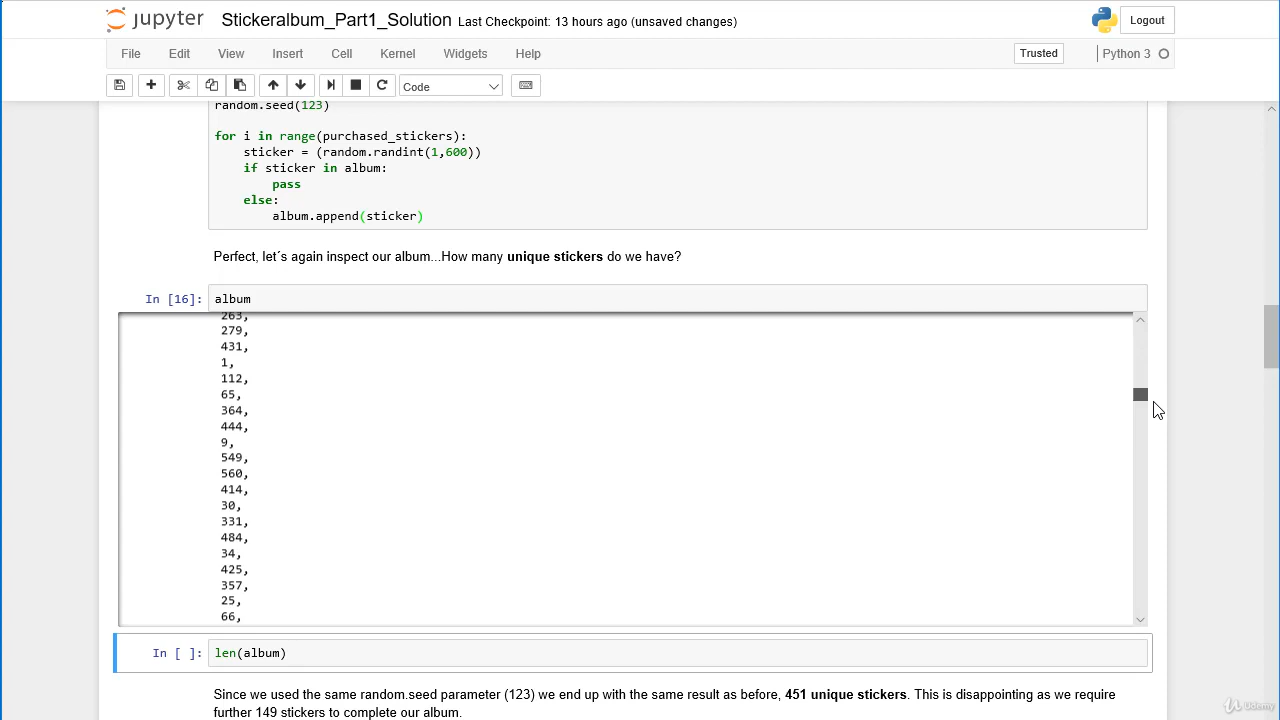 jupyter Stickeralbum_Part1_Solution Last Checkpoint: 13 hours ago (unsaved changes) Logout
File Edit View Insert Cell Kernel Widgets Help Trusted Python 3
Code
random.seed(123)
for i in range(purchased_stickers):
sticker = (random.randint(1,600))
if sticker in album:
pass
else:
album.append(sticker)
Perfect, let´s again inspect our album...How many unique stickers do we have?
In [16]: album
263,
279,
431,
1,
112,
65,
364,
444,
9,
549,
560,
414,
30,
331,
484,
34,
425,
357,
25,
66,
In [ ]: len(album)
Since we used the same random.seed parameter (123) we end up with the same result as before, 451 unique stickers. This is disappointing as we require
further 149 stickers to complete our album.
Udemy